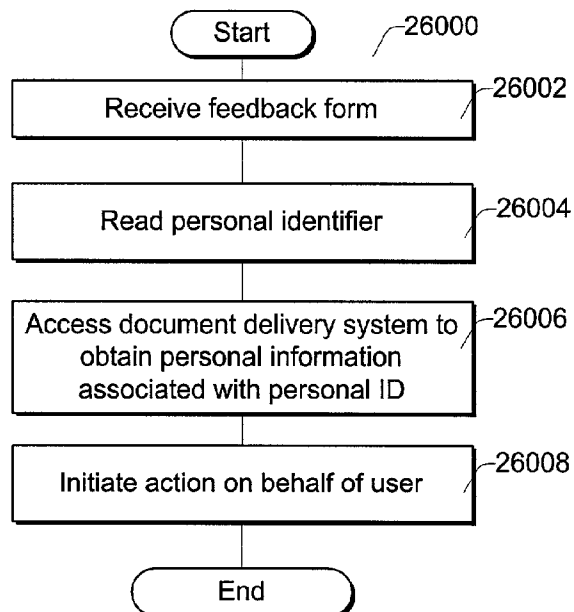 Start
26000
Receive feedback form
26002
Read personal identifier
26004
Access document delivery system to
obtain personal information
associated with personal ID
26006
Initiate action on behalf of user
26008
End